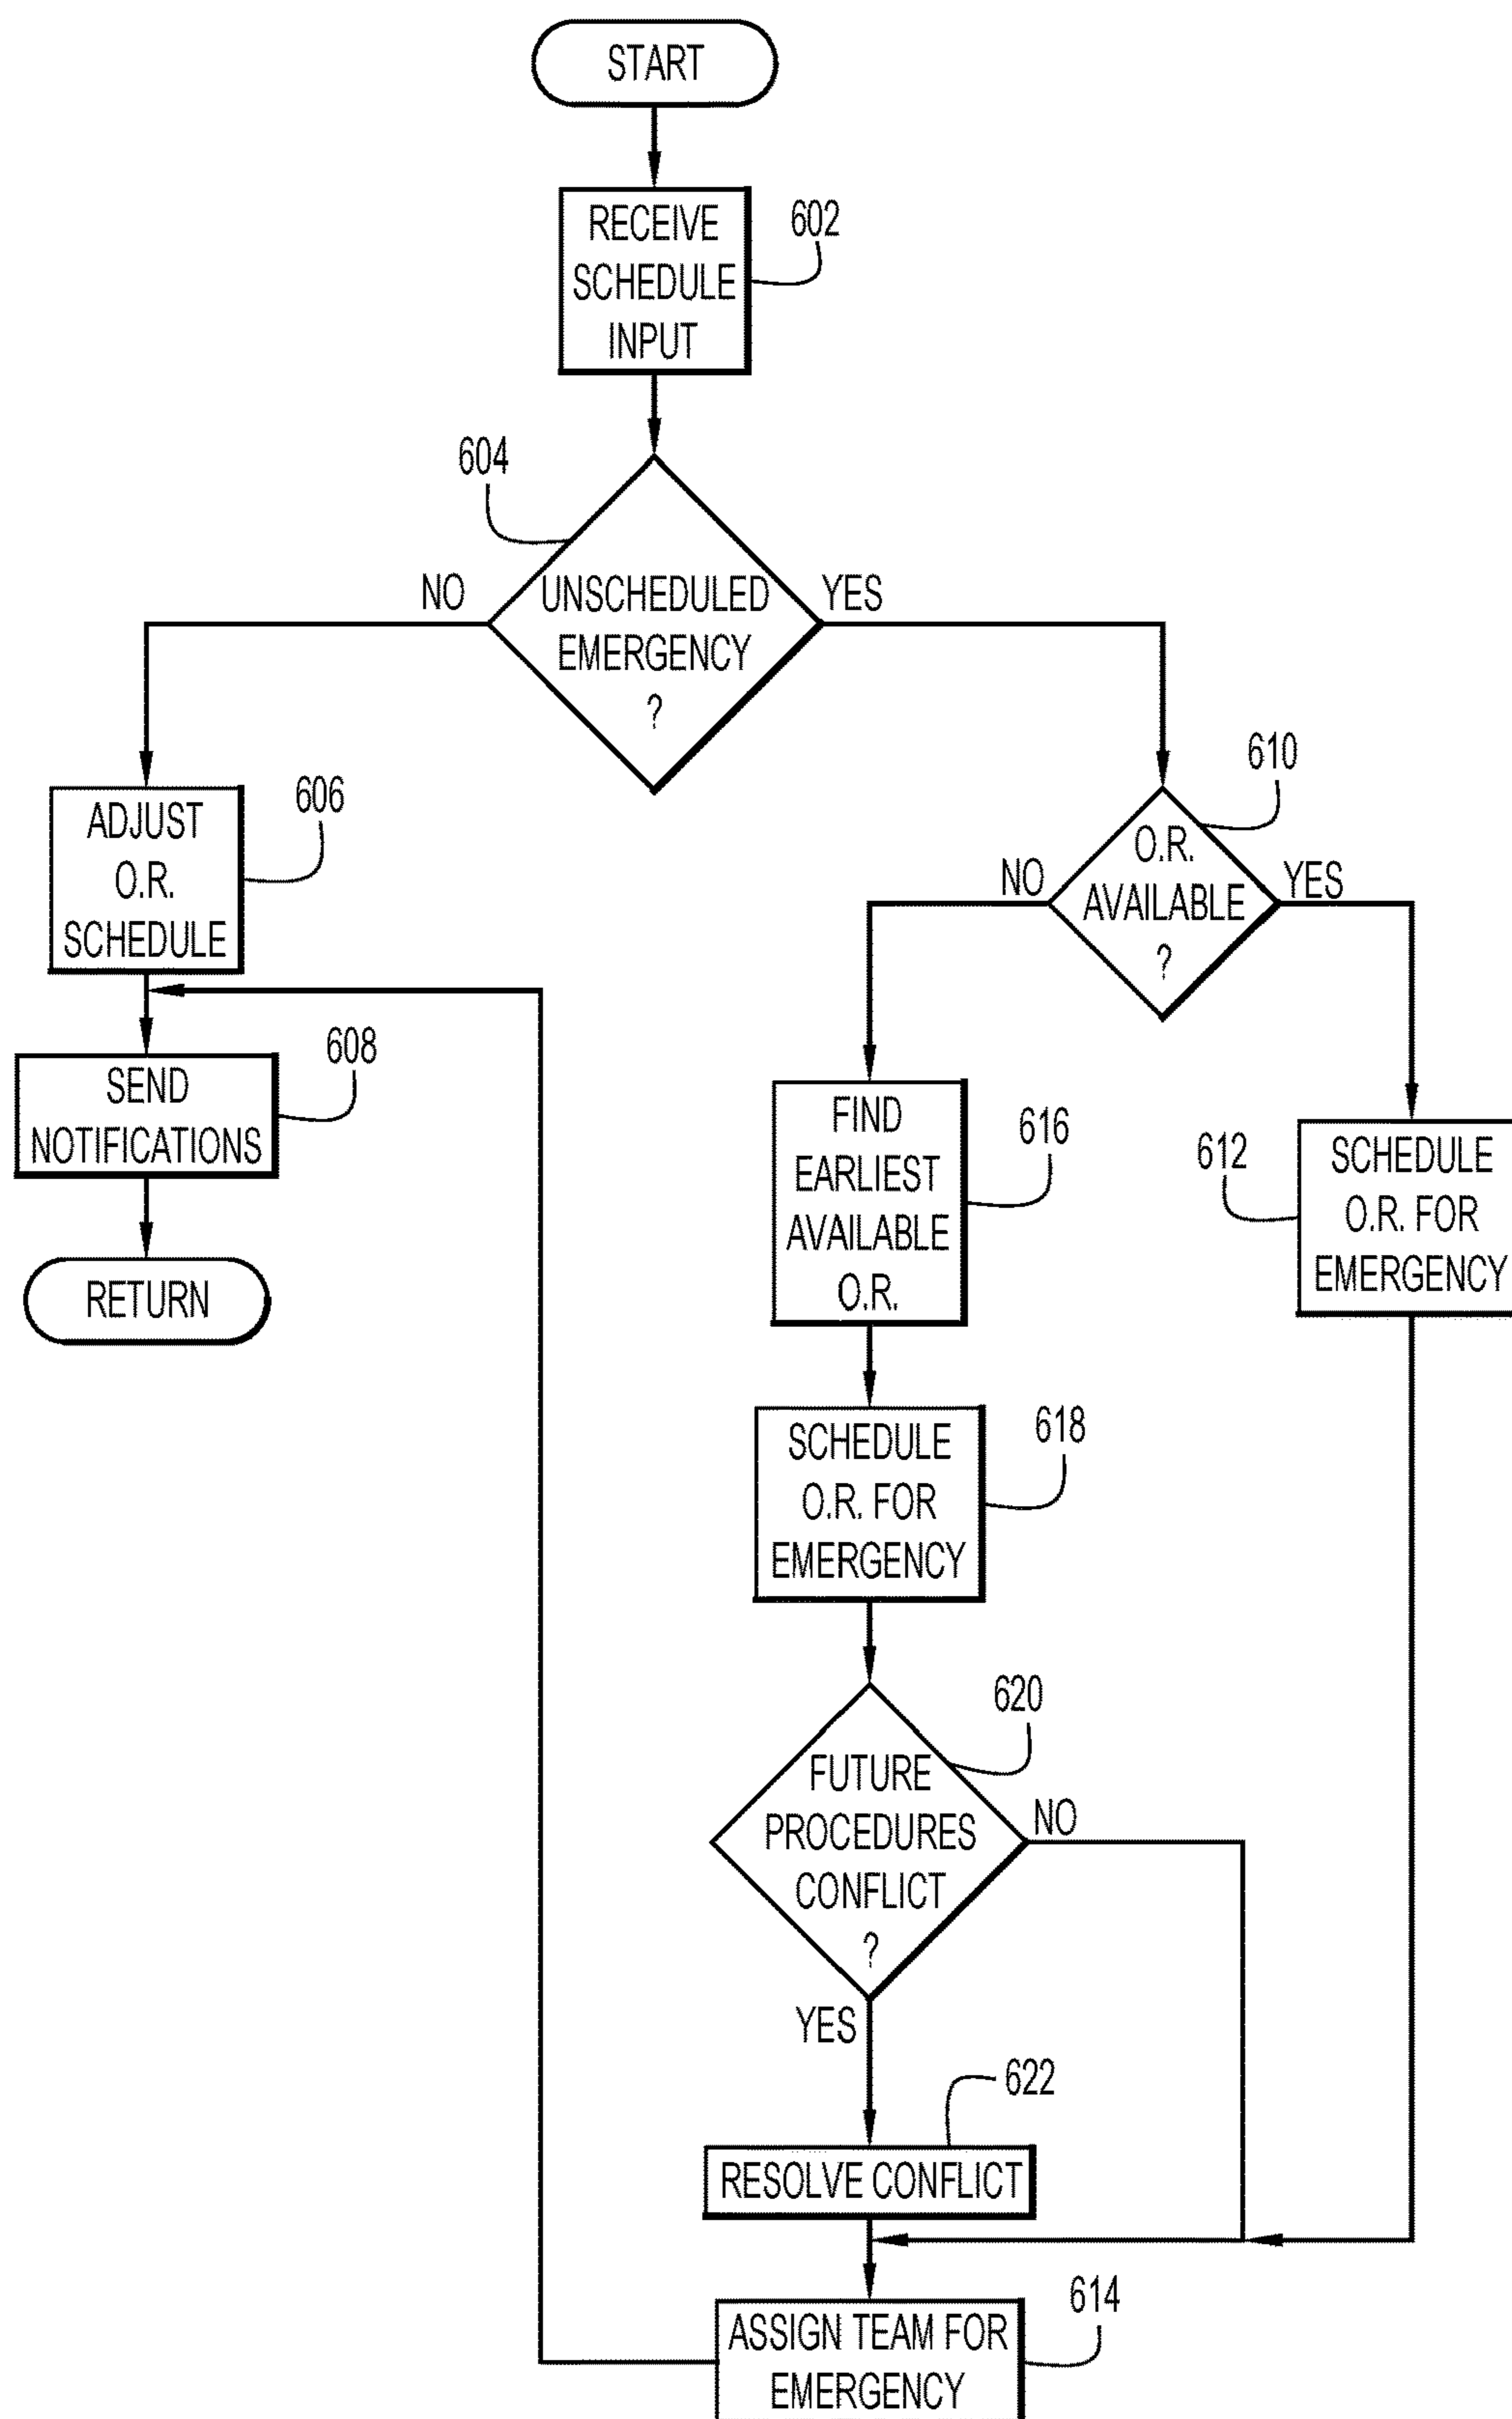 START
RECEIVE
SCHEDULE
INPUT
602
604
UNSCHEDULED
EMERGENCY
?
NO
YES
ADJUST
O.R.
SCHEDULE
606
610
O.R.
AVAILABLE
?
NO
YES
SEND
NOTIFICATIONS
608
RETURN
FIND
EARLIEST
AVAILABLE
O.R.
616
612
SCHEDULE
O.R. FOR
EMERGENCY
SCHEDULE
O.R. FOR
EMERGENCY
618
620
FUTURE
PROCEDURES
CONFLICT
?
NO
YES
622
RESOLVE CONFLICT
614
ASSIGN TEAM FOR
EMERGENCY